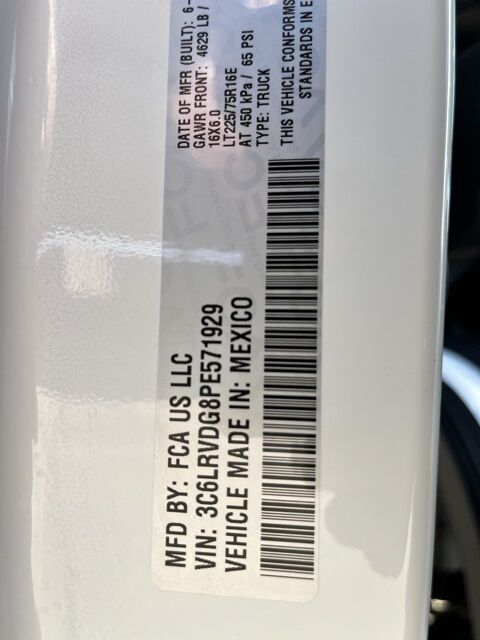 MFD BY: FCA US LLC
VIN: 3C6LRVDG8PE571929
VEHICLE MADE IN: MEXICO
DATE OF MFR (BUILT): 6-
GAWR FRONT: 4629 LB /
16X6.0
LT225/75R16E
AT 450 kPa / 65 PSI
TYPE: TRUCK
THIS VEHICLE CONFORMS
STANDARDS IN E